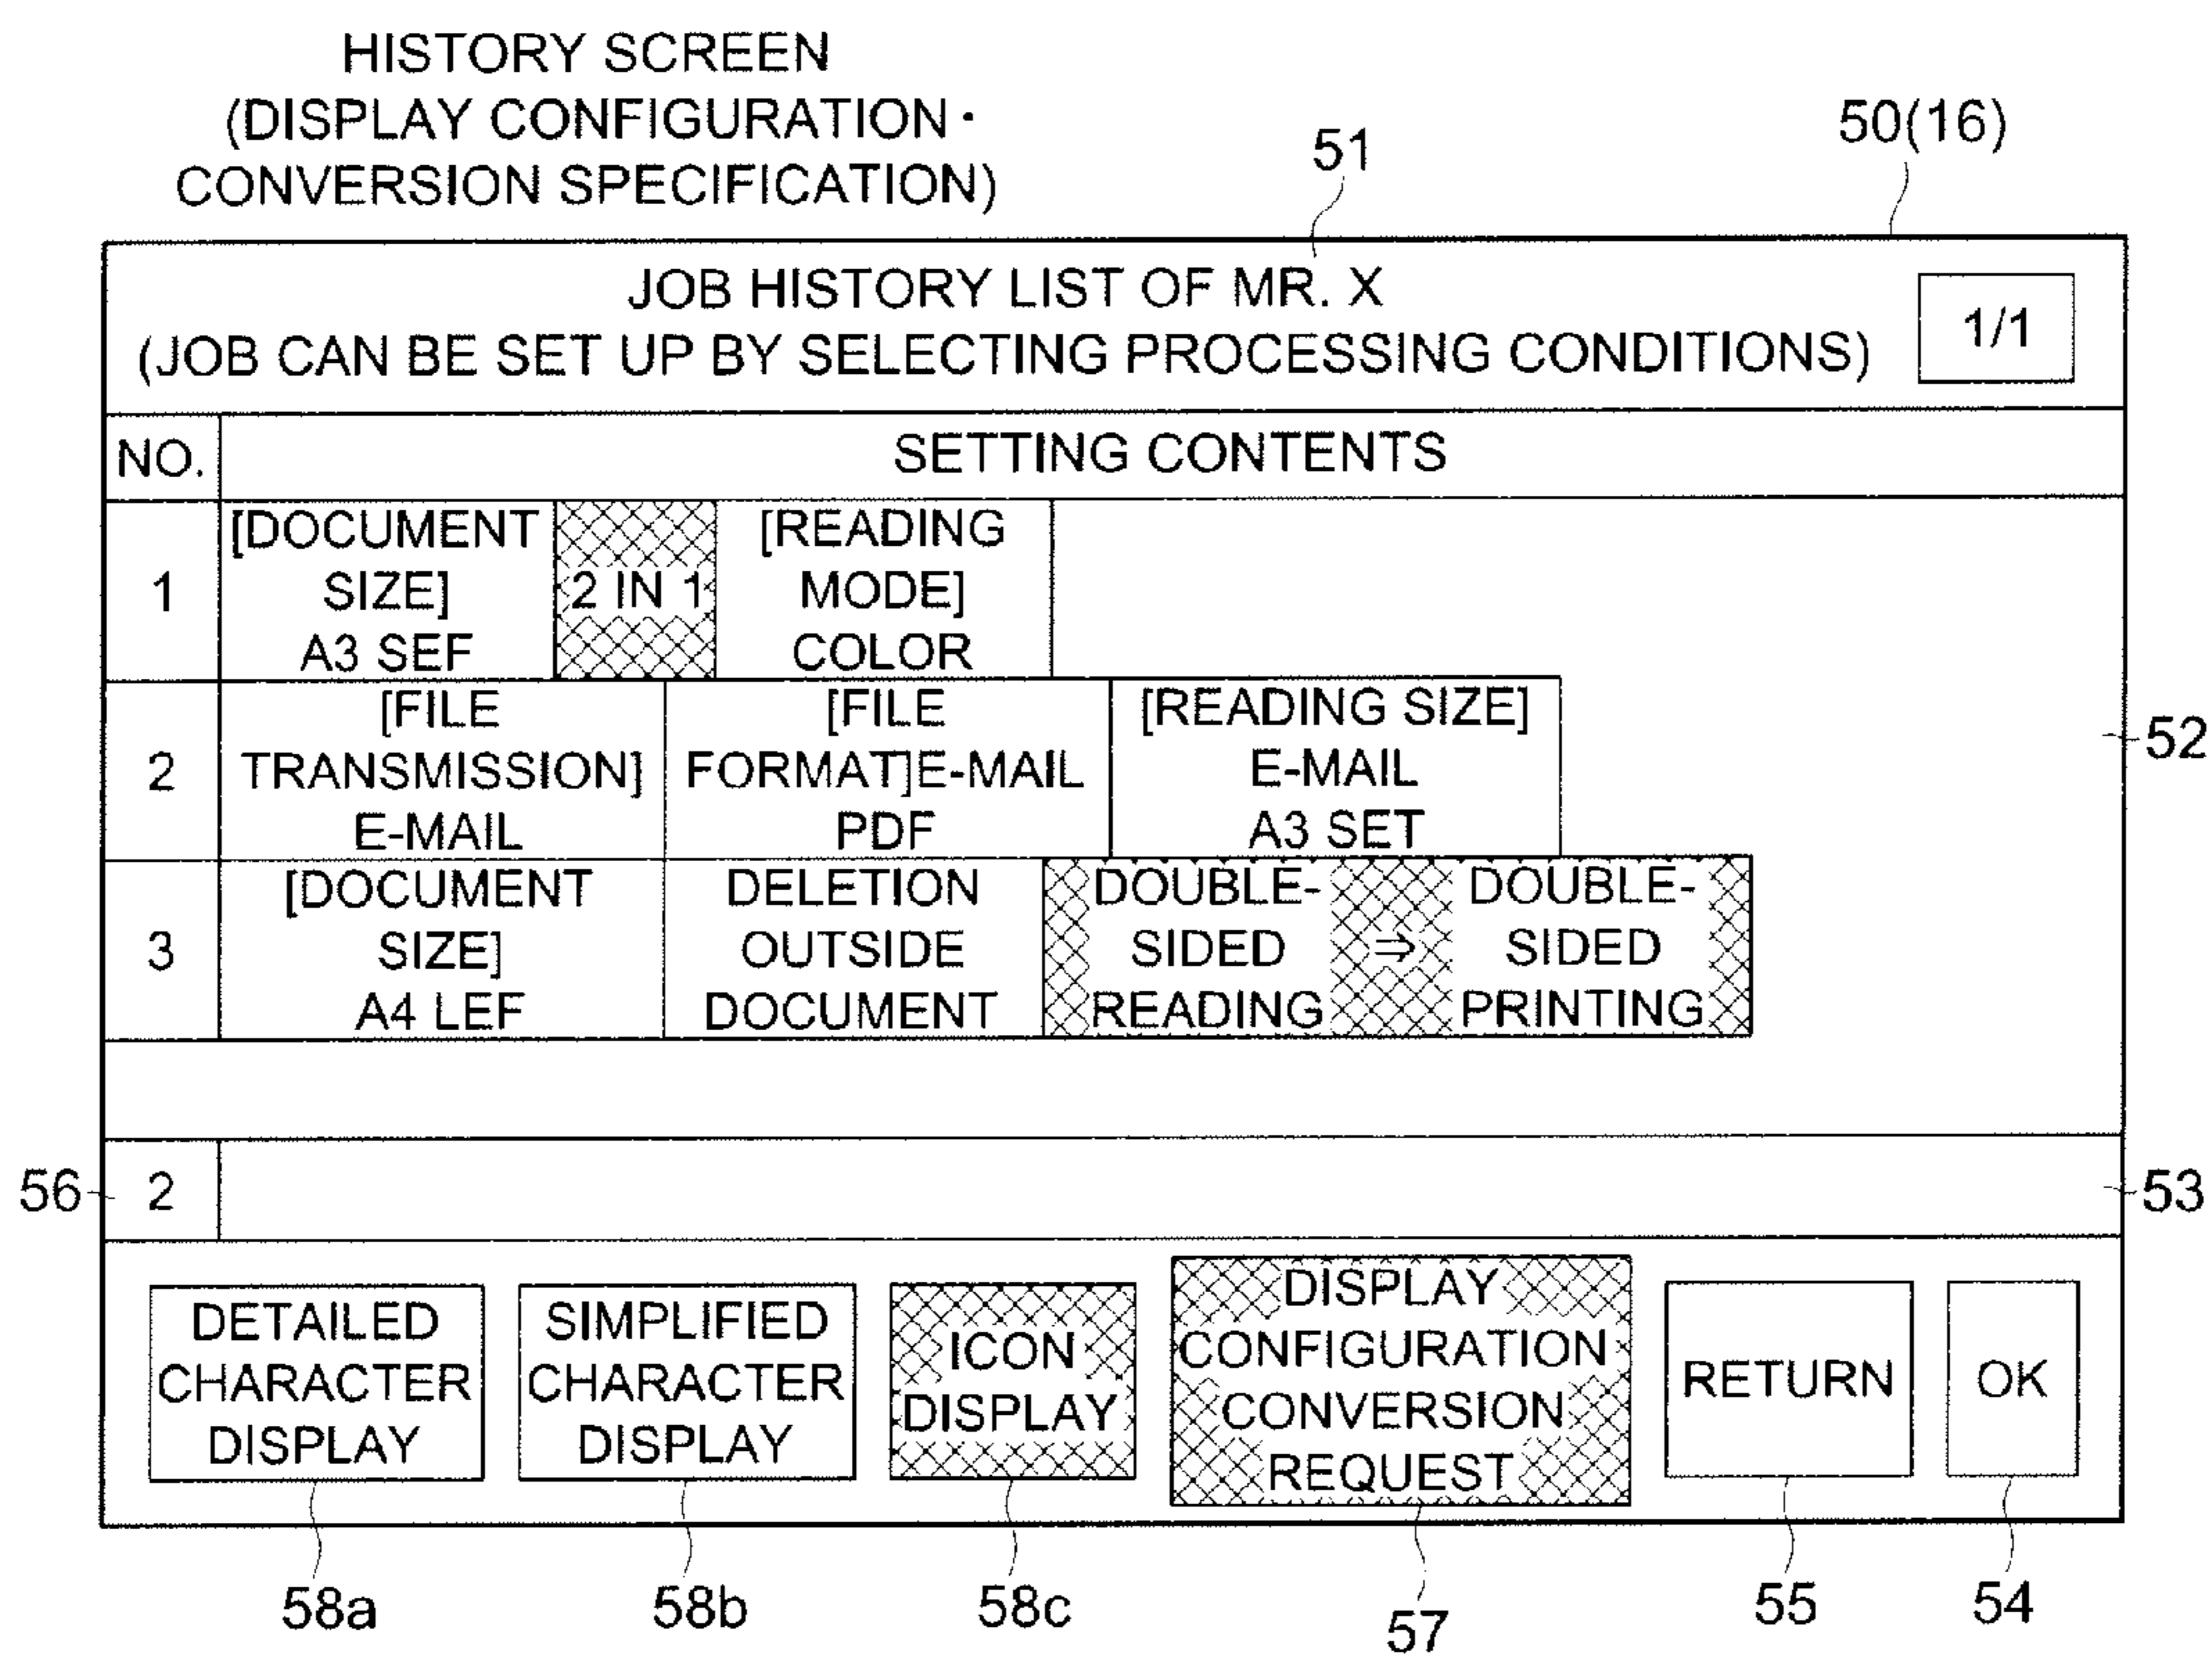 HISTORY SCREEN
(DISPLAY CONFIGURATION·
CONVERSION SPECIFICATION)
50(16)
51
JOB HISTORY LIST OF MR. X
(JOB CAN BE SET UP BY SELECTING PROCESSING CONDITIONS)
1/1
NO.
SETTING CONTENTS
1
[DOCUMENT
SIZE]
A3 SEF
2 IN 1
[READING
MODE]
COLOR
2
[FILE
TRANSMISSION]
E-MAIL
[FILE
FORMAT]E-MAIL
PDF
[READING SIZE]
E-MAIL
A3 SET
52
3
[DOCUMENT
SIZE]
A4 LEF
DELETION
OUTSIDE
DOCUMENT
DOUBLE-
SIDED
READING
⇒
DOUBLE-
SIDED
PRINTING
56
2
53
DETAILED
CHARACTER
DISPLAY
SIMPLIFIED
CHARACTER
DISPLAY
ICON
DISPLAY
DISPLAY
CONFIGURATION
CONVERSION
REQUEST
RETURN
OK
58a
58b
58c
57
55
54